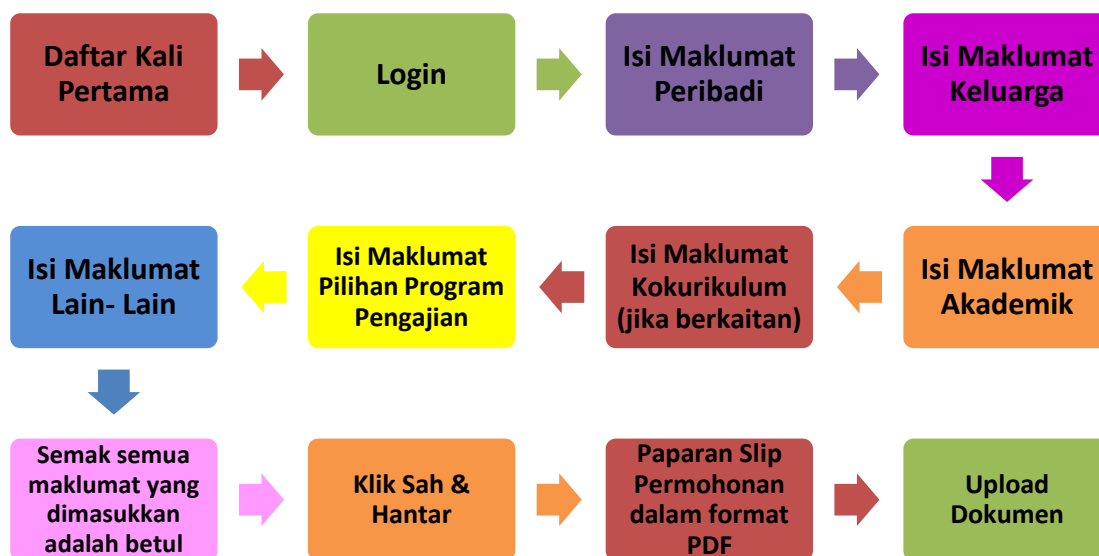 Daftar Kali
Pertama
Login
Isi Maklumat
Peribadi
Isi Maklumat
Keluarga
Isi Maklumat
Akademik
Isi Maklumat
Kokurikulum
(jika berkaitan)
Isi Maklumat
Pilihan Program
Pengajian
Isi Maklumat
Lain- Lain
Semak semua
maklumat yang
dimasukkan
adalah betul
Klik Sah &
Hantar
Paparan Slip
Permohonan
dalam format
PDF
Upload
Dokumen